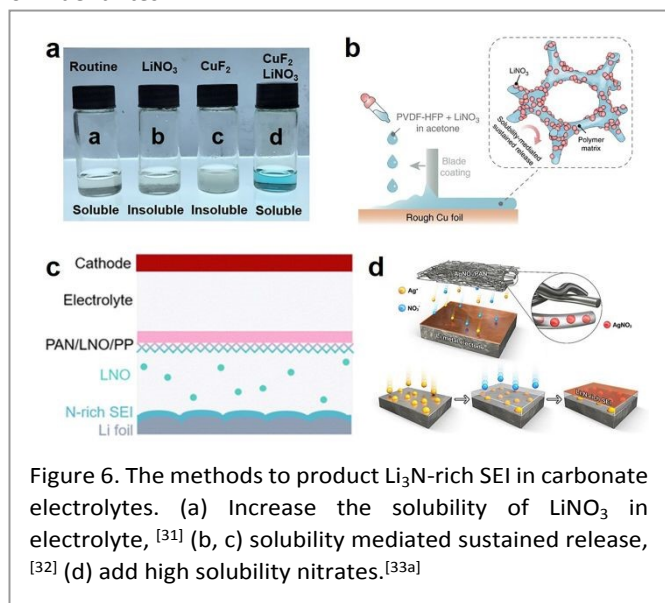 a
Routine
LiNO₃
CuF₂
CuF₂
LiNO₃
a
b
c
d
Soluble
Insoluble
Insoluble
Soluble
b
PVDF-HFP + LiNO₃
in acetone
Blade
coating
Rough Cu foil
LiNO₃
Solubility-mediated
sustained release
Polymer
matrix
c
Cathode
Electrolyte
PAN/LNO/PP
LNO
N-rich SEI
Li foil
d
Ag⁺
NO₃⁻
AgNO₃
Figure 6. The methods to product Li₃N-rich SEI in carbonate
electrolytes. (a) Increase the solubility of LiNO₃ in
electrolyte, [31] (b, c) solubility mediated sustained release,
[32] (d) add high solubility nitrates.[33a]